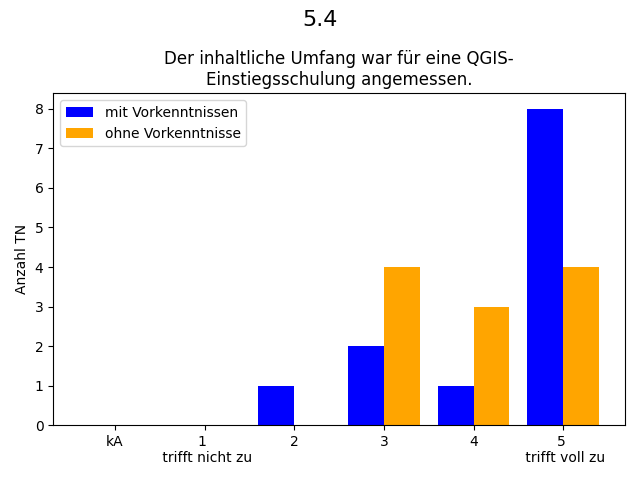 5.4
Der inhaltliche Umfang war für eine QGIS-
Einstiegsschulung angemessen.
mit Vorkenntnissen
ohne Vorkenntnisse
Anzahl TN
8
7
6
5
4
3
2
1
0
kA 1 2 3 4 5
trifft nicht zu trifft voll zu